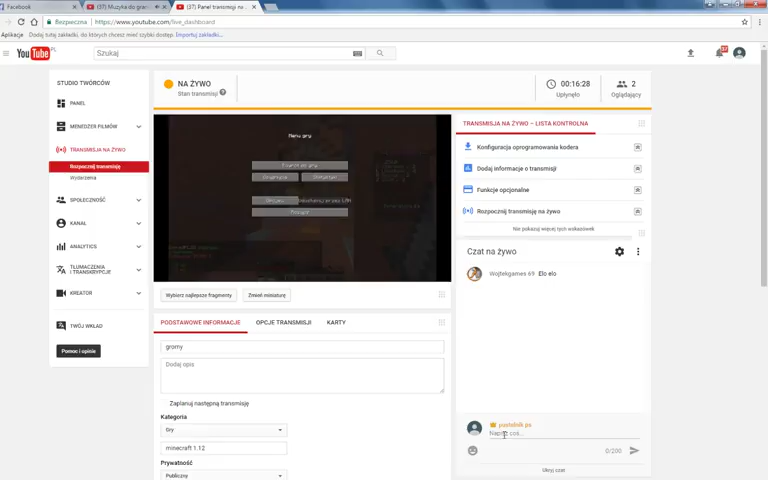 Facebook
(37) Muzyka do gran
(37) Panel transmisji na ż
Bezpieczna
https://www.youtube.com/live_dashboard
Dodaj tutaj zakładki, do których chcesz mieć szybki dostęp. Importuj zakładki...
YouTube PL
Szukaj
STUDIO TWÓRCÓW
PANEL
MENEDŻER FILMÓW
TRANSMISJA NA ŻYWO
Rozpocznij transmisję
Wydarzenia
SPOŁECZNOŚĆ
KANAŁ
ANALYTICS
TŁUMACZENIA
I TRANSKRYPCJE
KREATOR
TWÓJ WKŁAD
Pomoc i opinie
NA ŻYWO
Stan transmisji
00:16:28
Upłynęło
2
Oglądający
Menu gry
Wybierz najlepsze fragmenty
Zmień miniaturę
PODSTAWOWE INFORMACJE
OPCJE TRANSMISJI
KARTY
gromy
Dodaj opis
Zaplanuj następną transmisję
Kategoria
Gry
minecraft 1.12
Prywatność
Publiczny
TRANSMISJA NA ŻYWO – LISTA KONTROLNA
Konfiguracja oprogramowania kodera
Dodaj informacje o transmisji
Funkcje opcjonalne
Rozpocznij transmisję na żywo
Nie pokazuj więcej tych wskazówek
Czat na żywo
Wojtekgames 69 Elo elo
pustelnik ps
Napisz coś...
0/200
Ukryj czat